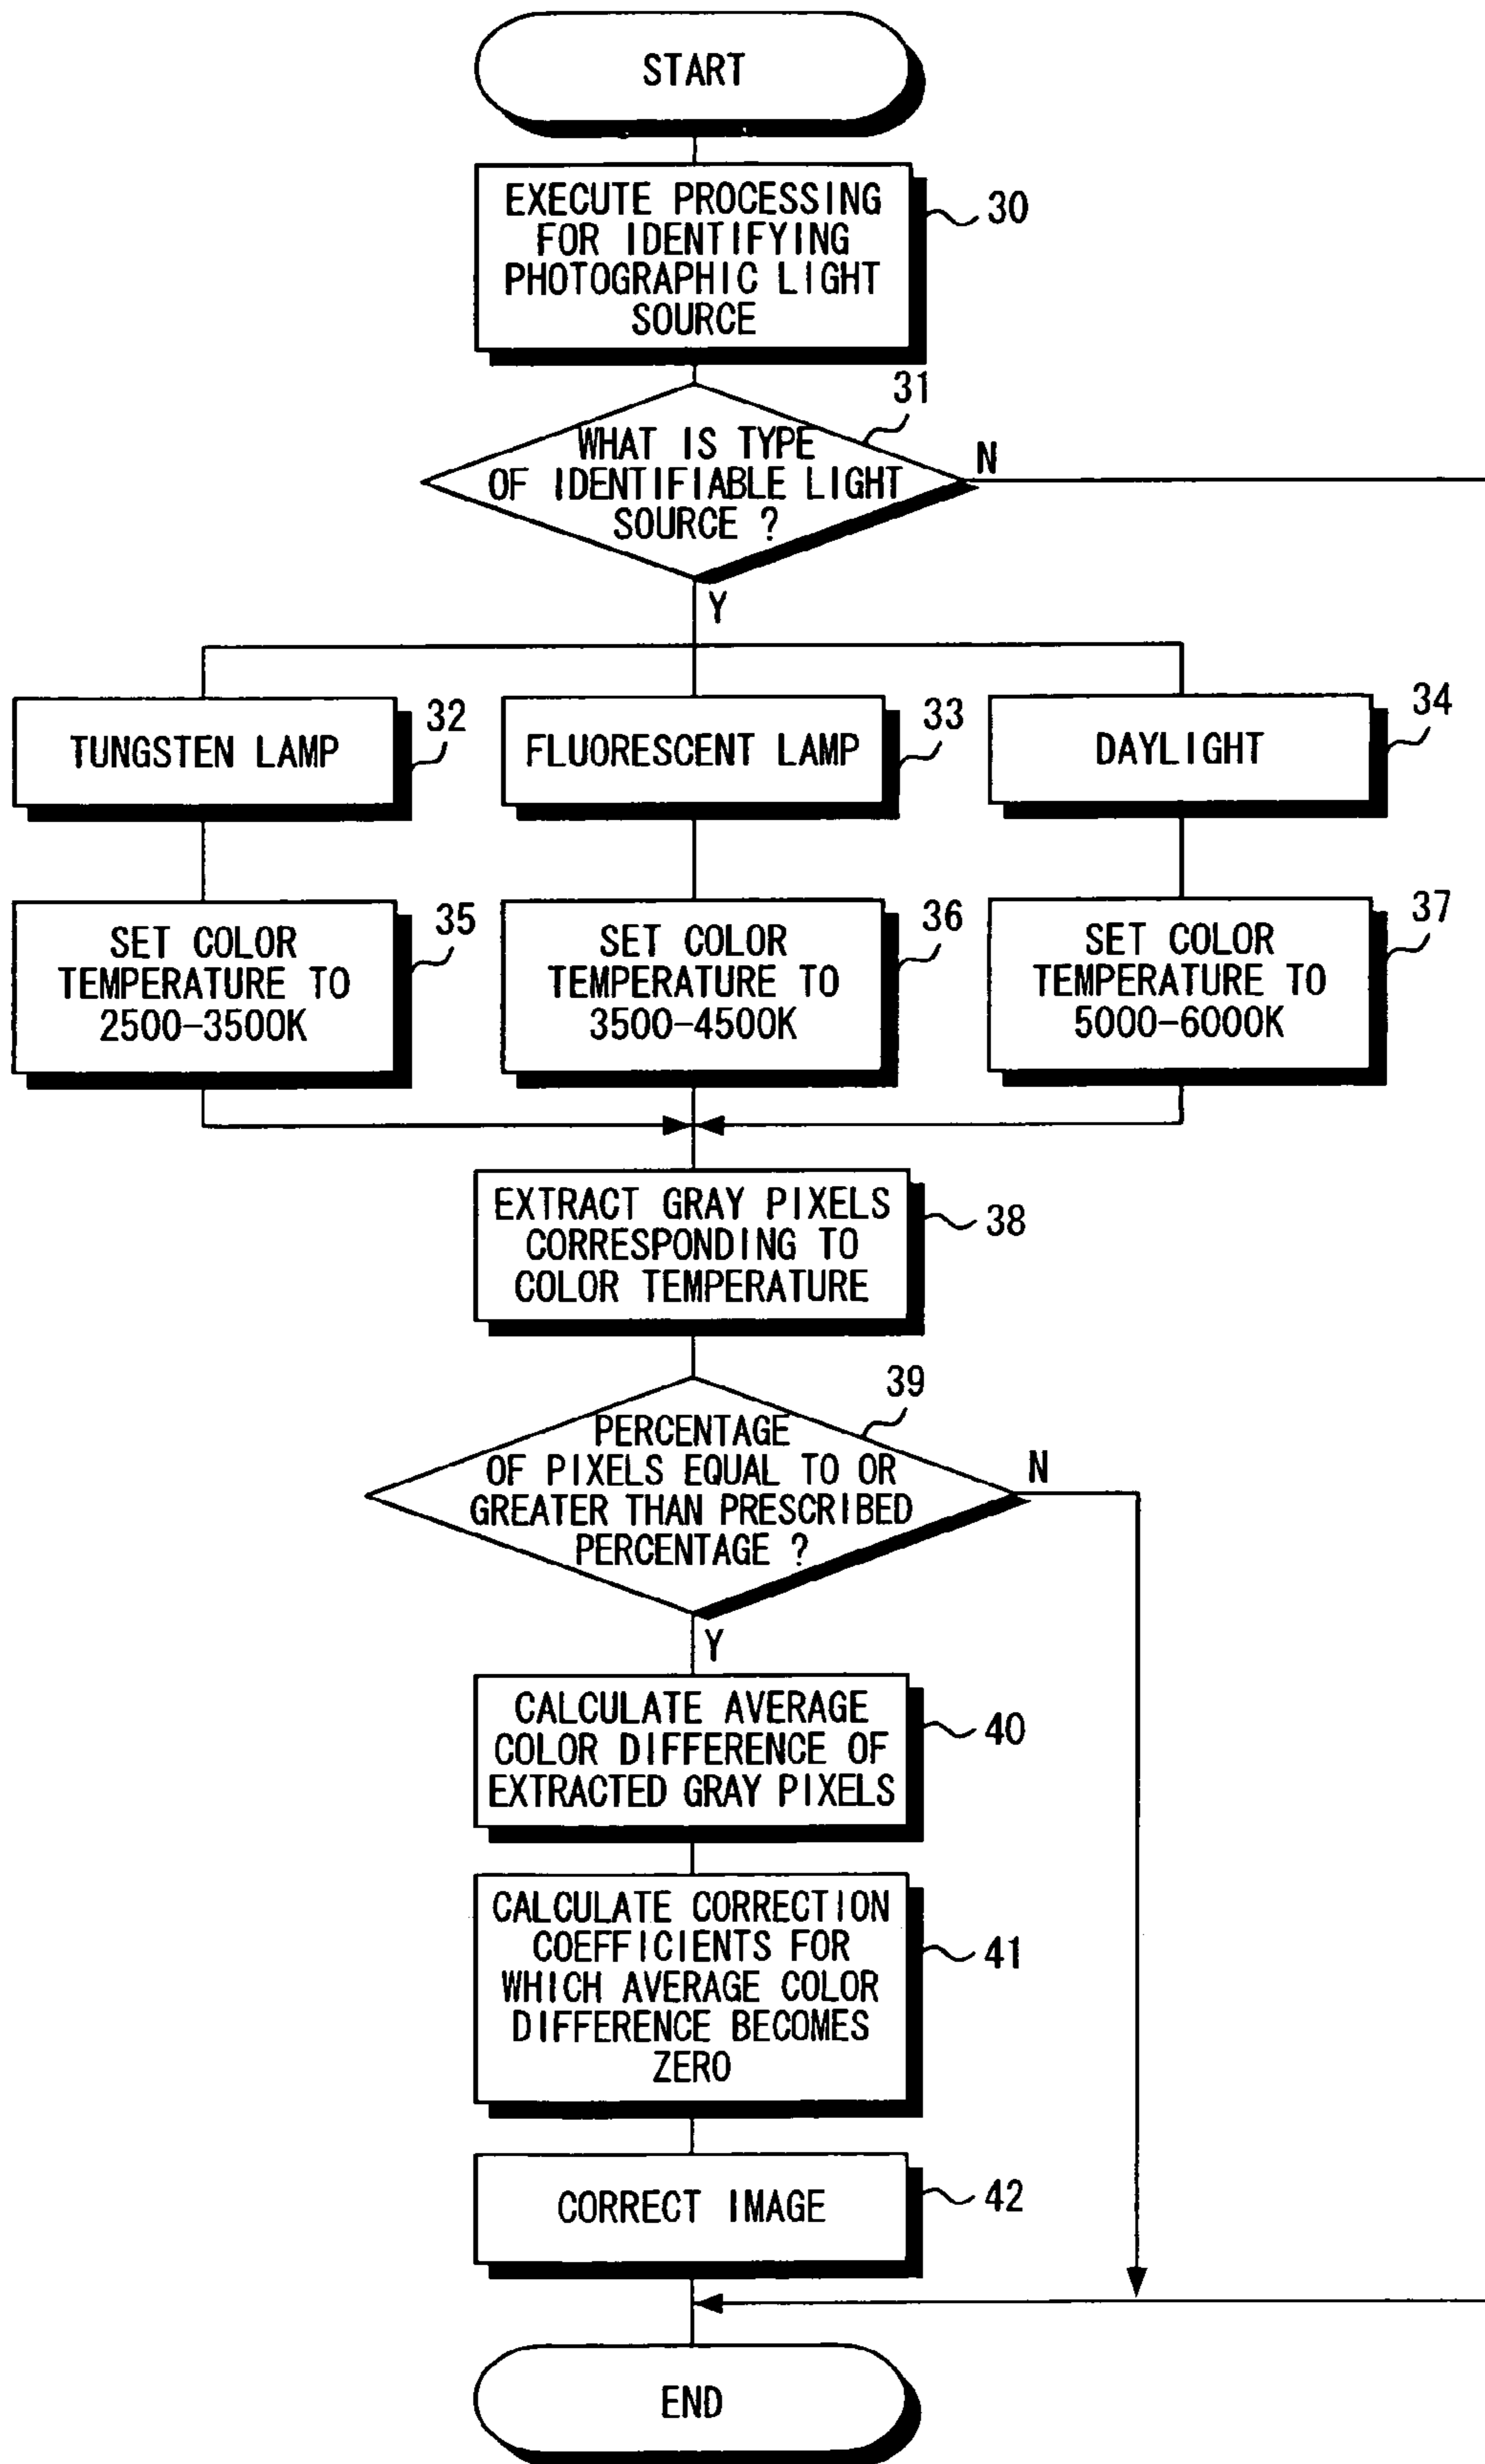 START
EXECUTE PROCESSING
FOR IDENTIFYING
PHOTOGRAPHIC LIGHT
SOURCE
30
31
WHAT IS TYPE
OF IDENTIFIABLE LIGHT
SOURCE ?
N
Y
TUNGSTEN LAMP
32
FLUORESCENT LAMP
33
DAYLIGHT
34
SET COLOR
TEMPERATURE TO
2500-3500K
35
SET COLOR
TEMPERATURE TO
3500-4500K
36
SET COLOR
TEMPERATURE TO
5000-6000K
37
EXTRACT GRAY PIXELS
CORRESPONDING TO
COLOR TEMPERATURE
38
39
PERCENTAGE
OF PIXELS EQUAL TO OR
GREATER THAN PRESCRIBED
PERCENTAGE ?
N
Y
CALCULATE AVERAGE
COLOR DIFFERENCE OF
EXTRACTED GRAY PIXELS
40
CALCULATE CORRECTION
COEFFICIENTS FOR
WHICH AVERAGE COLOR
DIFFERENCE BECOMES
ZERO
41
CORRECT IMAGE
42
END